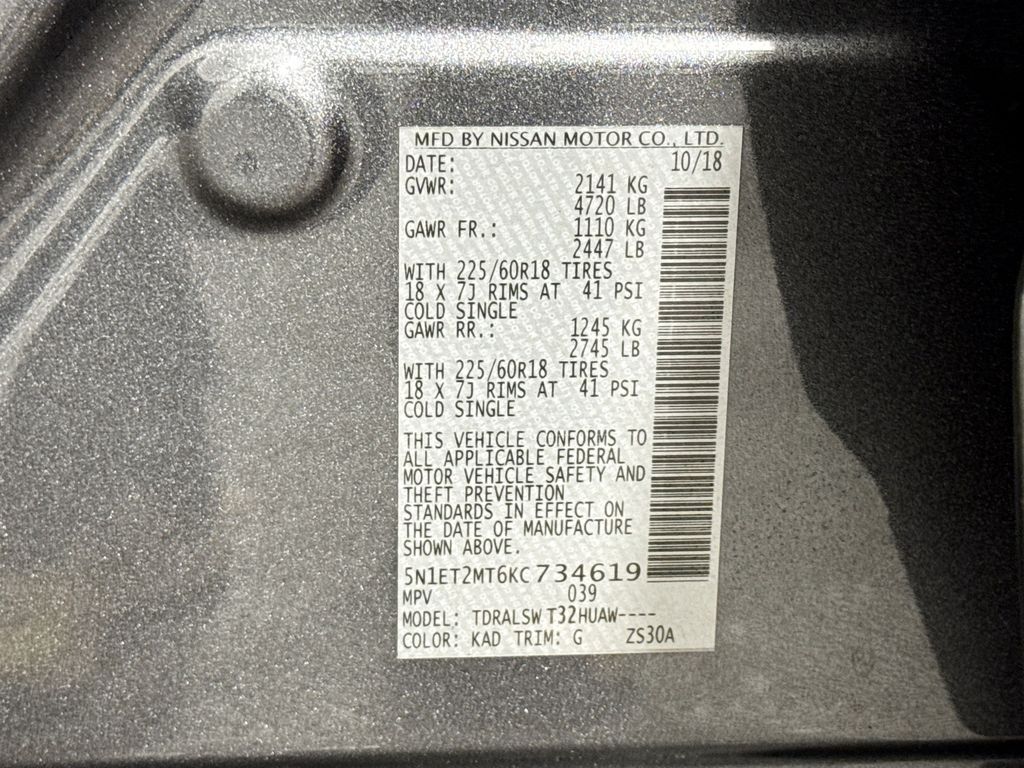 MFD BY NISSAN MOTOR CO., LTD.
DATE: 10/18
GVWR: 2141 KG
4720 LB
GAWR FR.: 1110 KG
2447 LB
WITH 225/60R18 TIRES
18 X 7J RIMS AT 41 PSI
COLD SINGLE
GAWR RR.: 1245 KG
2745 LB
WITH 225/60R18 TIRES
18 X 7J RIMS AT 41 PSI
COLD SINGLE
THIS VEHICLE CONFORMS TO
ALL APPLICABLE FEDERAL
MOTOR VEHICLE SAFETY AND
THEFT PREVENTION
STANDARDS IN EFFECT ON
THE DATE OF MANUFACTURE
SHOWN ABOVE.
5N1ET2MT6KC734619
MPV 039
MODEL: TDRALSW T32HUAW----
COLOR: KAD TRIM: G ZS30A